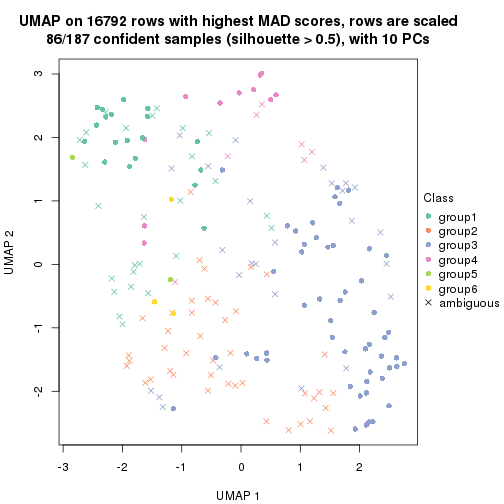 UMAP on 16792 rows with highest MAD scores, rows are scaled
86/187 confident samples (silhouette > 0.5), with 10 PCs
3
2
1
0
-1
-2
UMAP 2
-3
-2
-1
0
1
2
UMAP 1
Class
group1
group2
group3
group4
group5
group6
ambiguous